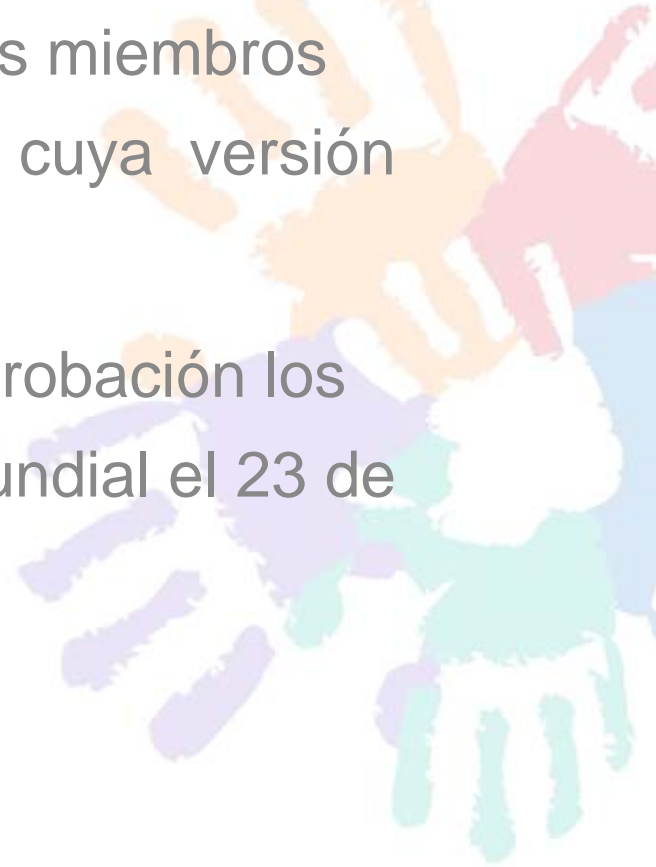 s miembros
cuya versión
robación los
undial el 23 de